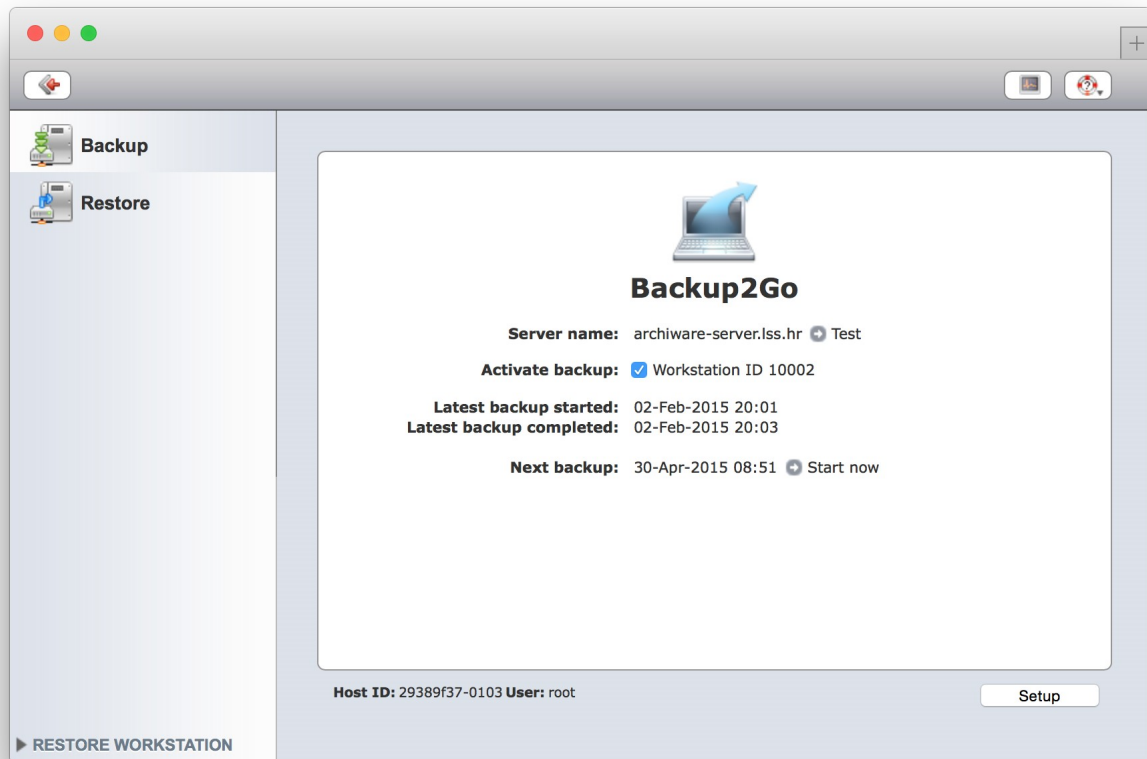 Backup
Restore
Backup2Go
Server name: archiware-server.lss.hr Test
Activate backup: Workstation ID 10002
Latest backup started: 02-Feb-2015 20:01
Latest backup completed: 02-Feb-2015 20:03
Next backup: 30-Apr-2015 08:51 Start now
Host ID: 29389f37-0103 User: root
Setup
RESTORE WORKSTATION